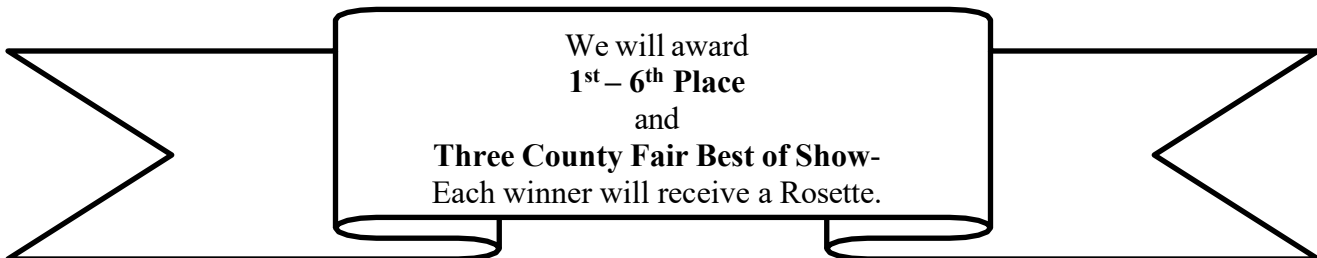 We will award
1st – 6th Place
and
Three County Fair Best of Show-
Each winner will receive a Rosette.